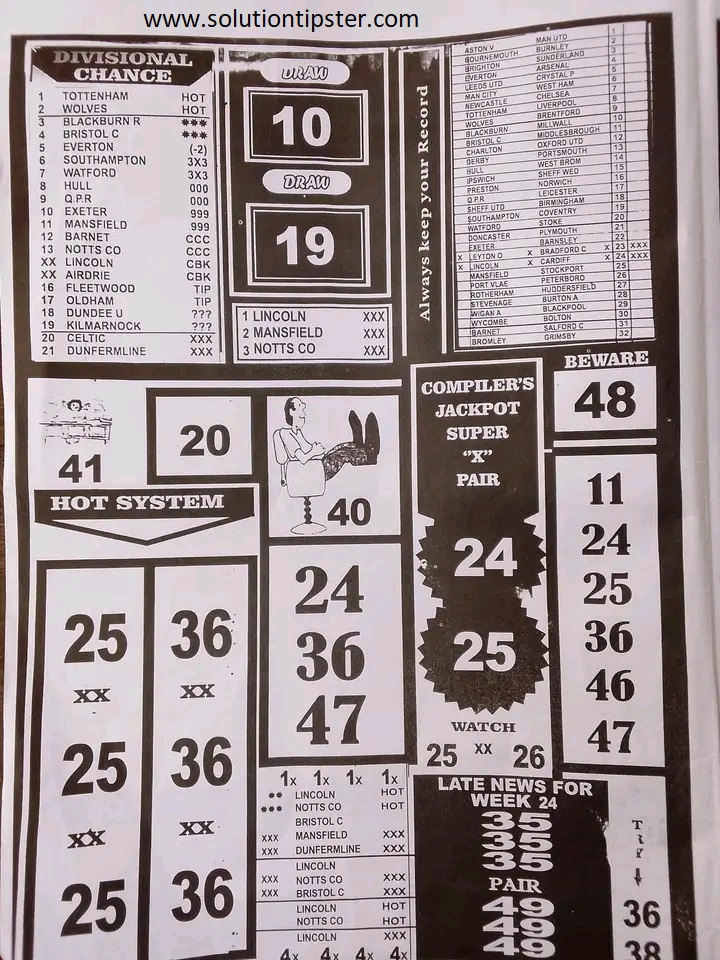 www.solutiontipster.com
DIVISIONAL
CHANCE
1 TOTTENHAM HOT
2 WOLVES HOT
3 BLACKBURN R ***
4 BRISTOL C ***
5 EVERTON (-2)
6 SOUTHAMPTON 3X3
7 WATFORD 3X3
8 HULL 000
9 Q.P.R 000
10 EXETER 999
11 MANSFIELD 999
12 BARNET CCC
13 NOTTS CO CCC
XX LINCOLN CBK
XX AIRDRIE CBK
16 FLEETWOOD TIP
17 OLDHAM TIP
18 DUNDEE U ???
19 KILMARNOCK ???
20 CELTIC XXX
21 DUNFERMLINE XXX
DRAW
10
DRAW
19
1 LINCOLN XXX
2 MANSFIELD XXX
3 NOTTS CO XXX
Always keep your Record
ASTON V MAN UTD 1
BOURNEMOUTH BURNLEY 2
BRIGHTON SUNDERLAND 3
EVERTON ARSENAL 4
LEEDS UTD CRYSTAL P 5
MAN CITY WEST HAM 6
NEWCASTLE CHELSEA 7
TOTTENHAM LIVERPOOL 8
WOLVES BRENTFORD 9
BLACKBURN MILLWALL 10
BRISTOL C MIDDLESBROUGH 11
CHARLTON OXFORD UTD 12
DERBY PORTSMOUTH 13
BULL WEST BROM 14
IPSWICH SHEFF WED 15
PRESTON NORWICH 16
Q.P.R LEICESTER 17
SHEFF UTD BIRMINGHAM 18
SOUTHAMPTON COVENTRY 19
WATFORD STOKE 20
DONCASTER PLYMOUTH 21
EXETER BARNSLEY 22
X LEYTON O X BRADFORD C X 23 XXX
X LINCOLN X CARDIFF X 24 XXX
MANSFIELD STOCKPORT 25
PORT VLAE PETERBORO 26
ROTHERHAM HUDDERSFIELD 27
STEVENAGE BURTON A 28
WIGAN A BLACKPOOL 29
WYCOMBE BOLTON 30
BARNET SALFORD C 31
BROMLEY GRIMSBY 32
41
20
40
HOT SYSTEM
25 36
XX XX
25 36
XX XX
25 36
24
36
47
COMPILER'S
JACKPOT
SUPER
"X"
PAIR
24
25
WATCH
25 XX 26
BEWARE
48
11
24
25
36
46
47
1X 1X 1X 1X
** LINCOLN HOT
*** NOTTS CO HOT
BRISTOL C
XXX MANSFIELD XXX
XXX DUNFERMLINE XXX
LINCOLN
XXX NOTTS CO XXX
XXX BRISTOL C XXX
LINCOLN HOT
NOTTS CO HOT
LINCOLN XXX
4X 4X 4X 4X
LATE NEWS FOR
WEEK 24
35
35
35
PAIR
49
49
49
TRY
36
38